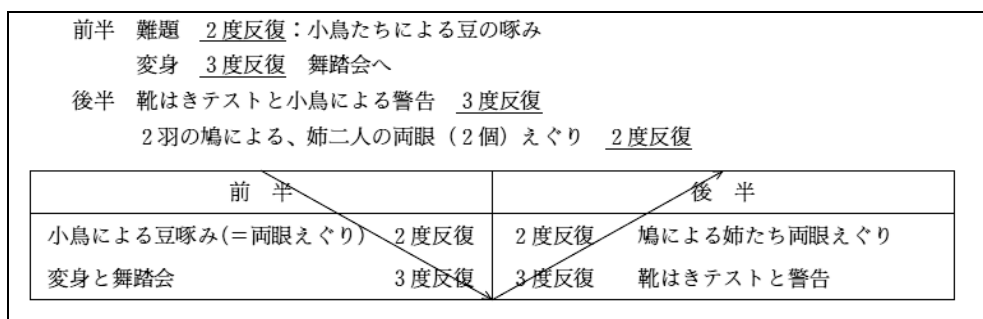 前半　難題　2度反復：小鳥たちによる豆の啄み
変身　3度反復　舞踏会へ
後半　靴はきテストと小鳥による警告　3度反復
2羽の鳩による、姉二人の両眼（2個）えぐり　2度反復
前　半　後　半
小鳥による豆啄み(＝両眼えぐり)　2度反復　2度反復　鳩による姉たち両眼えぐり
変身と舞踏会　3度反復　3度反復　靴はきテストと警告